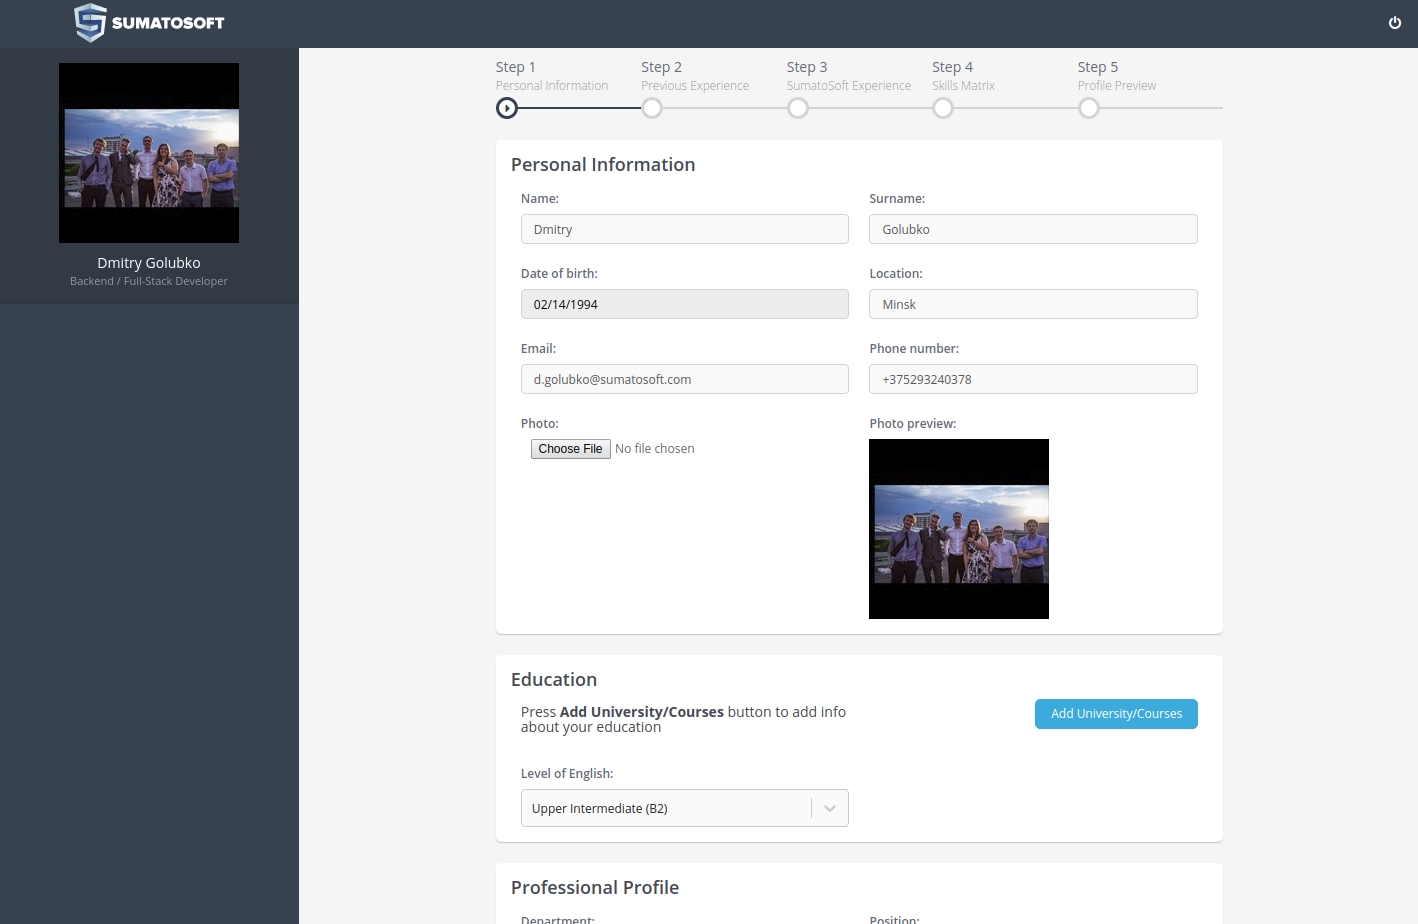 SUMATOSOFT
Dmitry Golubko
Backend / Full-Stack Developer
Step 1
Personal Information
Step 2
Previous Experience
Step 3
SumatoSoft Experience
Step 4
Skills Matrix
Step 5
Profile Preview
Personal Information
Name:
Dmitry
Surname:
Golubko
Date of birth:
02/14/1994
Location:
Minsk
Email:
d.golubko@sumatosoft.com
Phone number:
+375293240378
Photo:
Choose File No file chosen
Photo preview:
Education
Press Add University/Courses button to add info
about your education
Add University/Courses
Level of English:
Upper Intermediate (B2)
Professional Profile
Department:
Position: